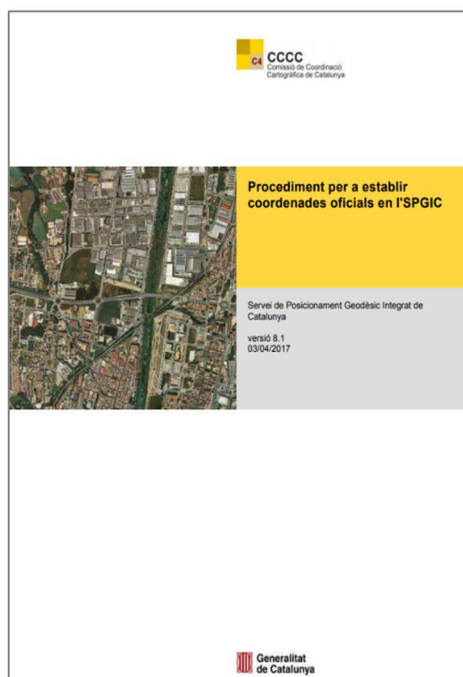 C4 CCCC
Comissió de Coordinació
Cartogràfica de Catalunya
Procediment per a establir
coordenades oficials en l'SPGIC
Servei de Posicionament Geodèsic Integrat de
Catalunya
versió 8.1
03/04/2017
Generalitat
de Catalunya